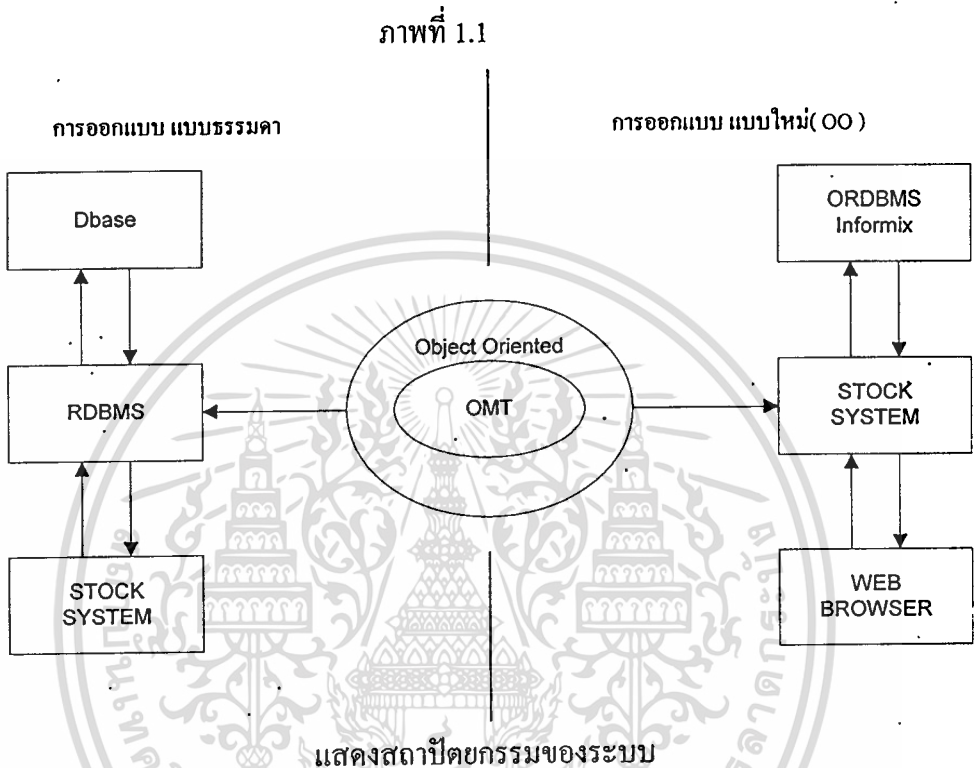 ภาพที่ 1.1
การออกแบบ แบบธรรมดา
การออกแบบ แบบใหม่( OO )
Dbase
ORDBMS
Informix
Object Oriented
OMT
RDBMS
STOCK
SYSTEM
STOCK
SYSTEM
WEB
BROWSER
แสดงสถาปัตยกรรมของระบบ